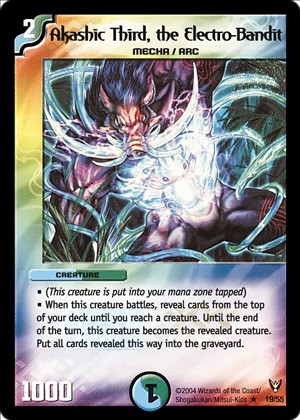 2
Akashic Third, the Electro-Bandit
MECHA / ARC
CREATURE
▪ (This creature is put into your mana zone tapped)
▪ When this creature battles, reveal cards from the top
of your deck until you reach a creature. Until the end
of the turn, this creature becomes the revealed creature.
Put all cards revealed this way into the graveyard.
1000
1
©2004 Wizards of the Coast/
Shogakukan/Mitsui-Kids ★ 19/55